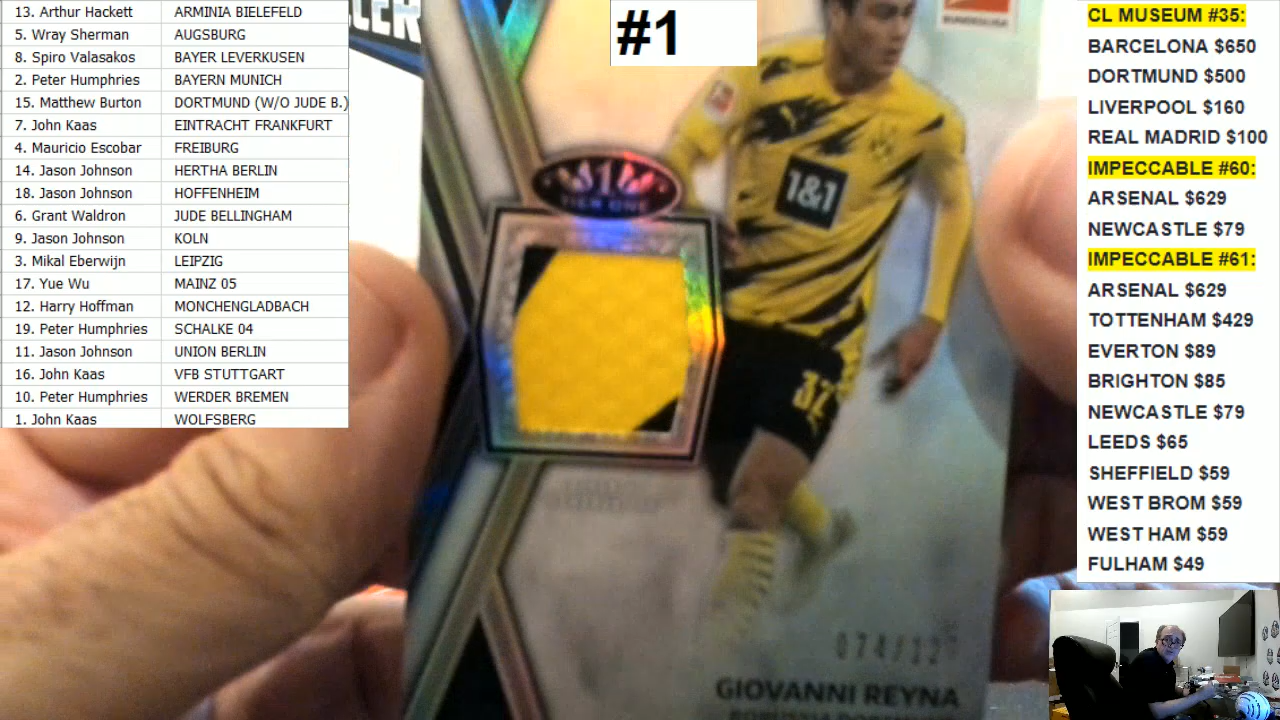 13. Arthur Hackett ARMINIA BIELEFELD
5. Wray Sherman AUGSBURG
8. Spiro Valasakos BAYER LEVERKUSEN
2. Peter Humphries BAYERN MUNICH
15. Matthew Burton DORTMUND (W/O JUDE B.)
7. John Kaas EINTRACHT FRANKFURT
4. Mauricio Escobar FREIBURG
14. Jason Johnson HERTHA BERLIN
18. Jason Johnson HOFFENHEIM
6. Grant Waldron JUDE BELLINGHAM
9. Jason Johnson KOLN
3. Mikal Eberwijn LEIPZIG
17. Yue Wu MAINZ 05
12. Harry Hoffman MONCHENGLADBACH
19. Peter Humphries SCHALKE 04
11. Jason Johnson UNION BERLIN
16. John Kaas VFB STUTTGART
10. Peter Humphries WERDER BREMEN
1. John Kaas WOLFSBERG
#1
BUNDESLIGA
1&1
TIER ONE
32
GIOVANNI REYNA
CL MUSEUM #35:
BARCELONA $650
DORTMUND $500
LIVERPOOL $160
REAL MADRID $100
IMPECCABLE #60:
ARSENAL $629
NEWCASTLE $79
IMPECCABLE #61:
ARSENAL $629
TOTTENHAM $429
EVERTON $89
BRIGHTON $85
NEWCASTLE $79
LEEDS $65
SHEFFIELD $59
WEST BROM $59
WEST HAM $59
FULHAM $49